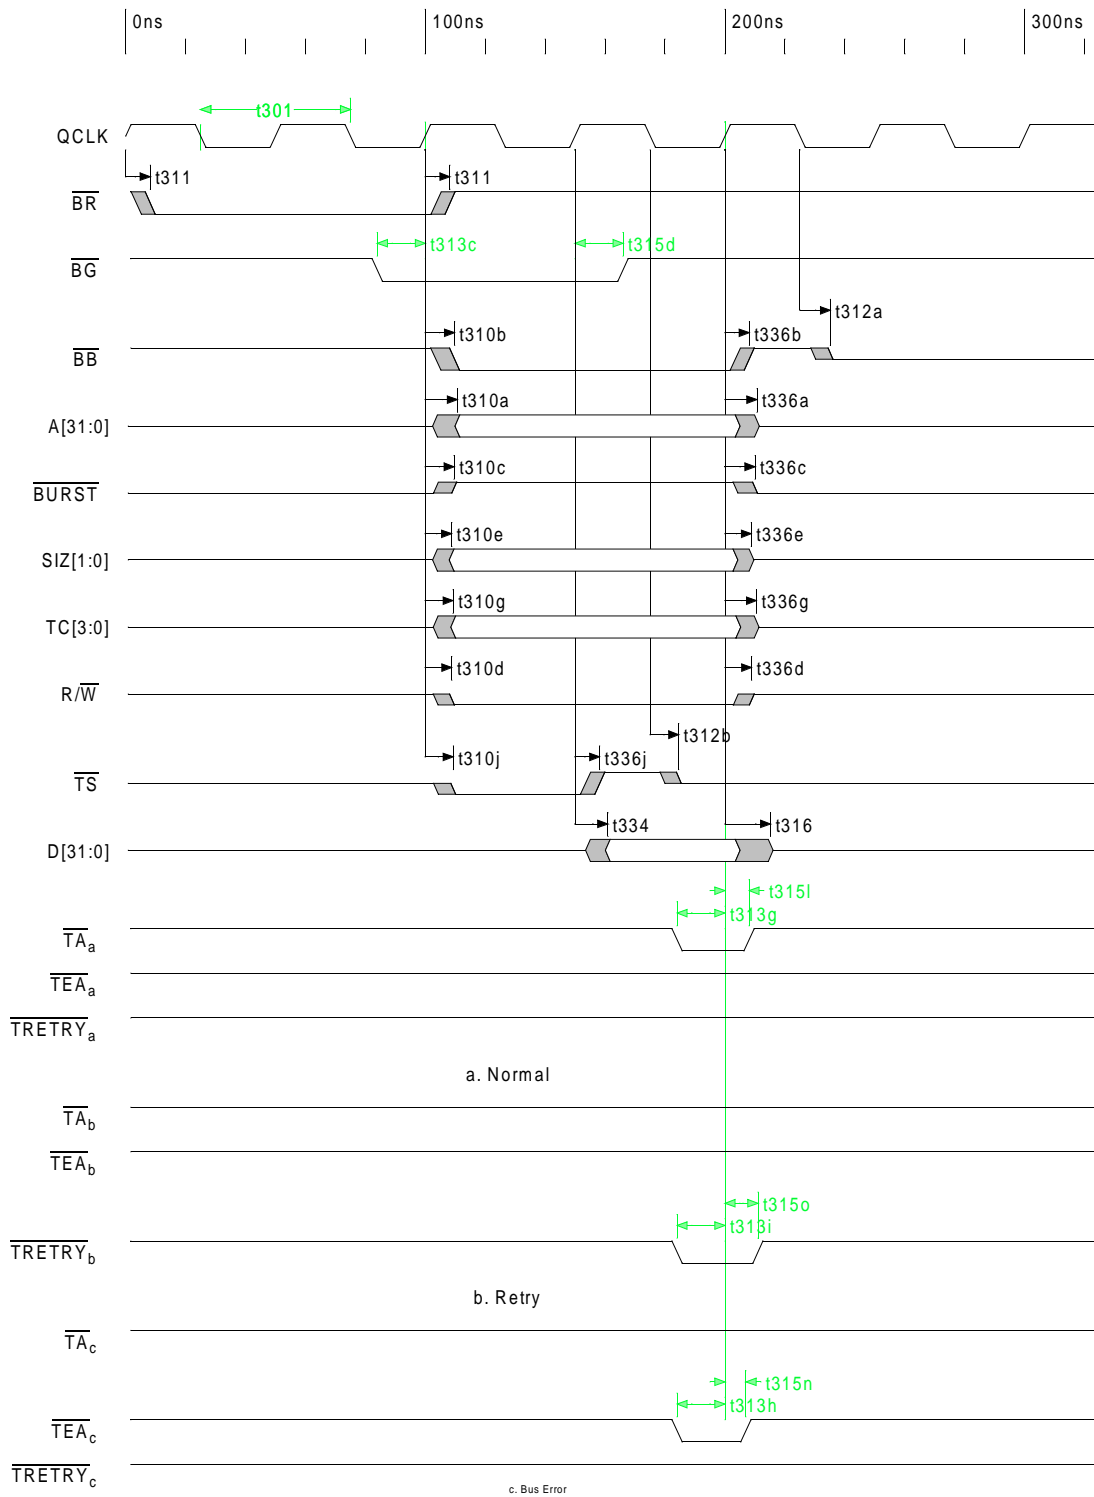 0ns 100ns 200ns 300ns
t301
QCLK
t311 t311
BR
t313c t315d
BG
t312a
t310b t336b
BB
t310a t336a
A[31:0]
t310c t336c
BURST
t310e t336e
SIZ[1:0]
t310g t336g
TC[3:0]
t310d t336d
R/W
t312b
t310j t336j
TS
t334 t316
D[31:0]
t315l
t313g
TAa
TEAa
TRETRYa
a. Normal
TAb
TEAb
t315o
t313i
TRETRYb
b. Retry
TAc
t315n
t313h
TEAc
TRETRYc
c. Bus Error